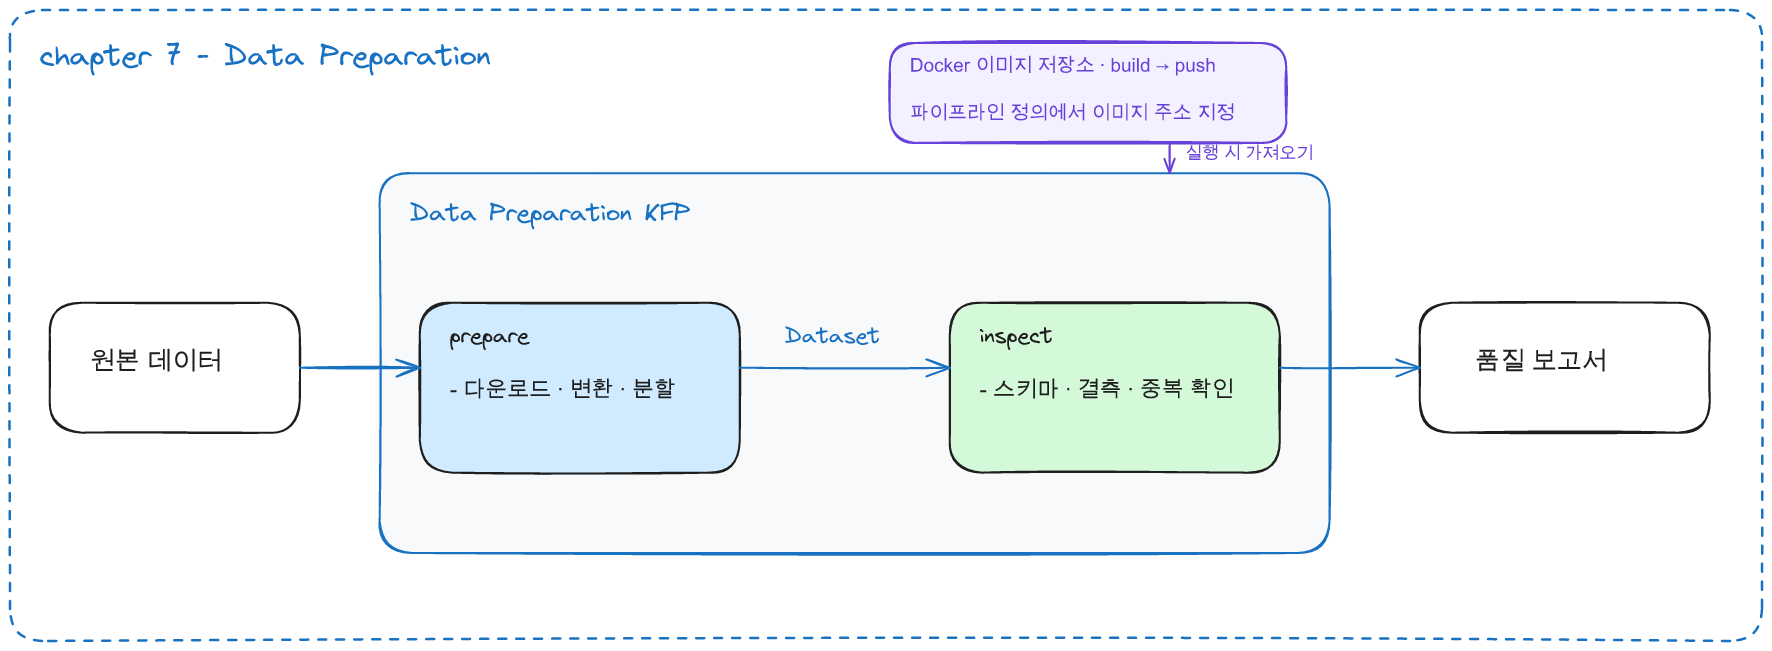 chapter 7 - Data Preparation
Docker 이미지 저장소 · build → push
파이프라인 정의에서 이미지 주소 지정
실행 시 가져오기
Data Preparation KFP
원본 데이터
prepare
- 다운로드 · 변환 · 분할
Dataset
inspect
- 스키마 · 결측 · 중복 확인
품질 보고서